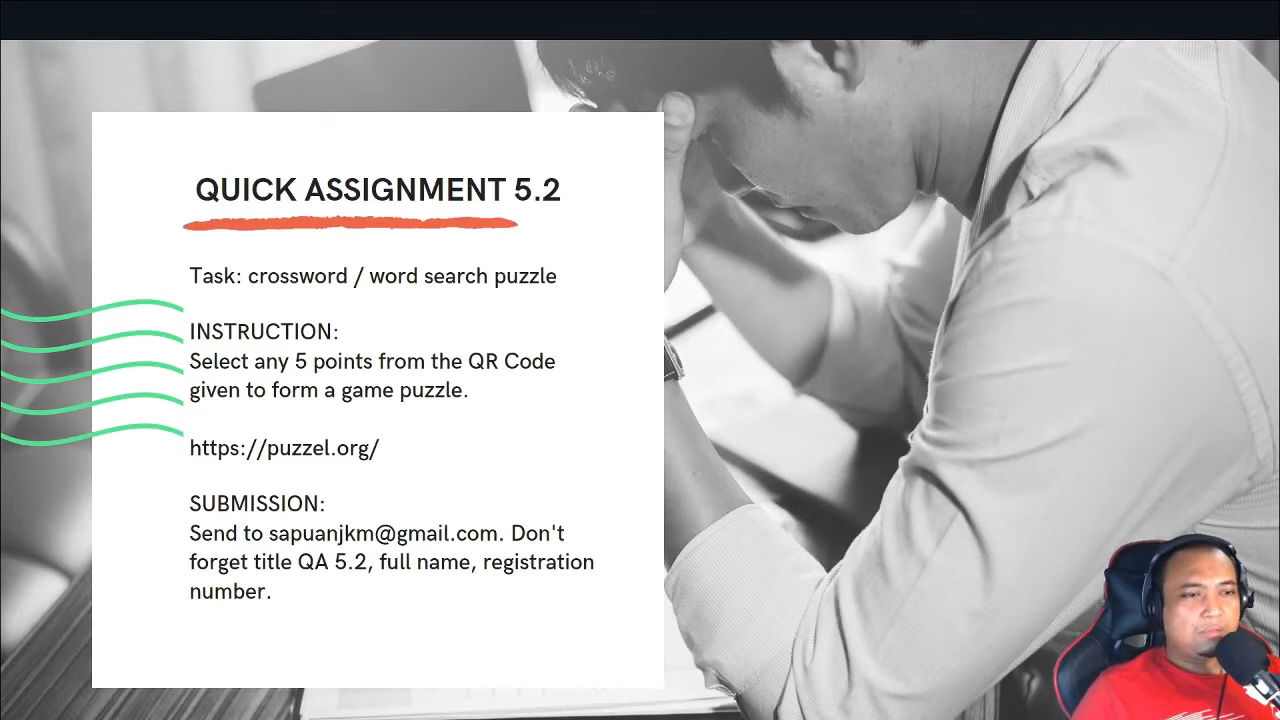 QUICK ASSIGNMENT 5.2
Task: crossword / word search puzzle
INSTRUCTION:
Select any 5 points from the QR Code
given to form a game puzzle.
https://puzzel.org/
SUBMISSION:
Send to sapuanjkm@gmail.com. Don't
forget title QA 5.2, full name, registration
number.